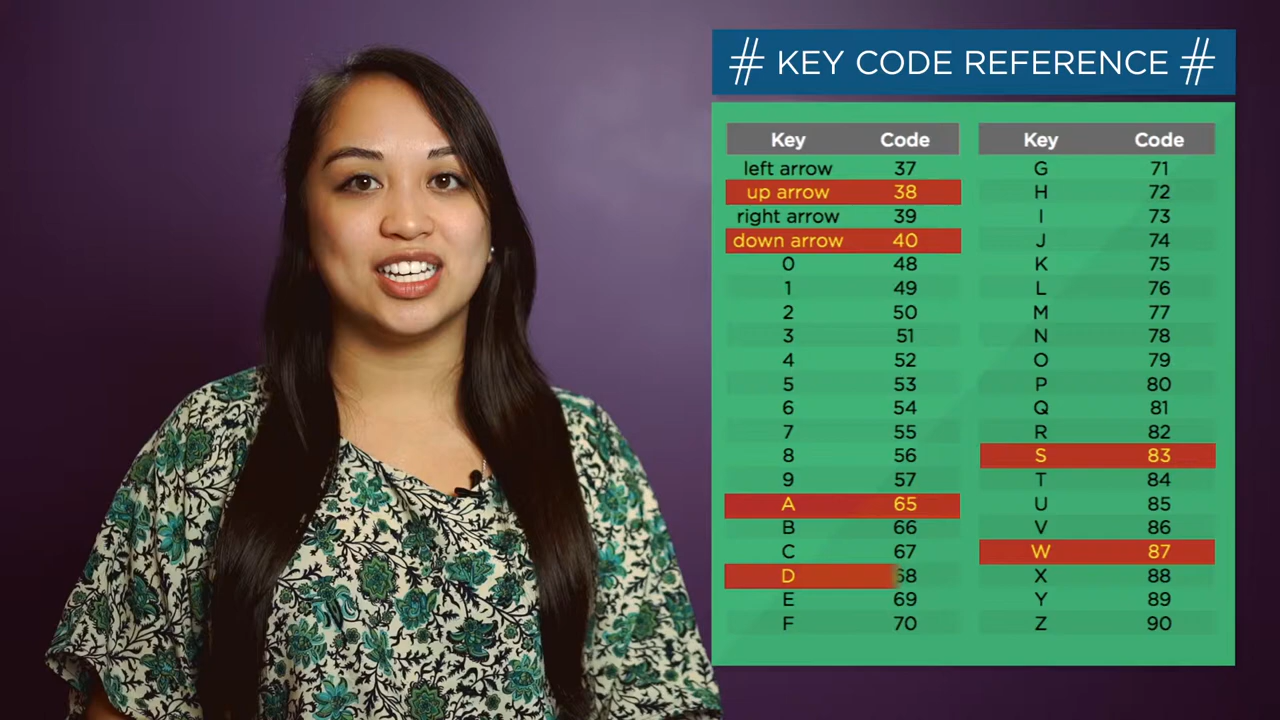 # KEY CODE REFERENCE #
Key Code
left arrow 37
up arrow 38
right arrow 39
down arrow 40
0 48
1 49
2 50
3 51
4 52
5 53
6 54
7 55
8 56
9 57
A 65
B 66
C 67
D 68
E 69
F 70
Key Code
G 71
H 72
I 73
J 74
K 75
L 76
M 77
N 78
O 79
P 80
Q 81
R 82
S 83
T 84
U 85
V 86
W 87
X 88
Y 89
Z 90